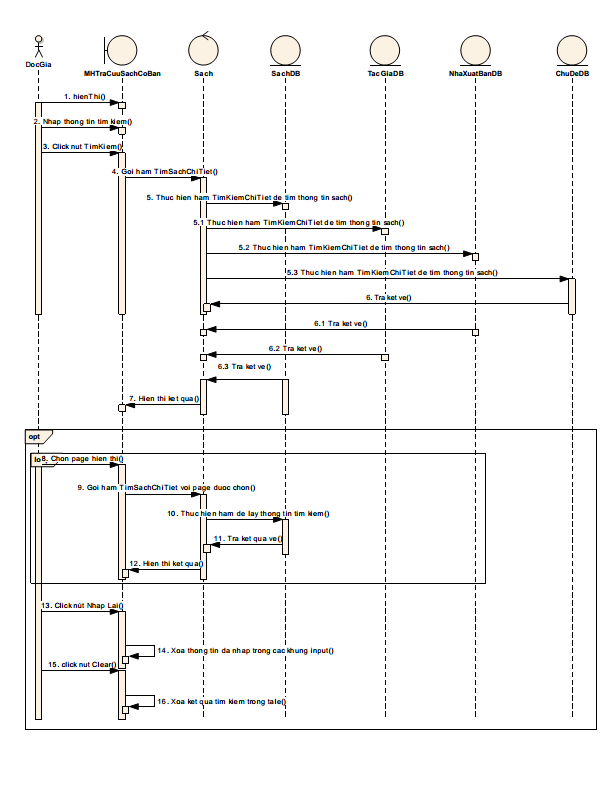 DocGia
MHTraCuuSachCoBan
Sach
SachDB
TacGiaDB
NhaXuatBanDB
ChuDeDB
1. hienThi()
2. Nhap thong tin tim kiem()
3. Click nut TimKiem()
4. Goi ham TimSachChiTiet()
5. Thuc hien ham TimKiemChiTiet de tim thong tin sach()
5.1 Thuc hien ham TimKiemChiTiet de tim thong tin sach()
5.2 Thuc hien ham TimKiemChiTiet de tim thong tin sach()
5.3 Thuc hien ham TimKiemChiTiet de tim thong tin sach()
6. Tra ket ve()
6.1 Tra ket ve()
6.2 Tra ket ve()
6.3 Tra ket ve()
7. Hien thi ket qua()
opt
lo
8. Chon page hien thi()
9. Goi ham TimSachChiTiet voi page duoc chon()
10. Thuc hien ham de lay thong tin tim kiem()
11. Tra ket qua ve()
12. Hien thi ket qua()
13. Click nút Nhap Lai()
14. Xoa thong tin da nhap trong cac khung input()
15. click nut Clear()
16. Xoa ket qua tim kiem trong tale()